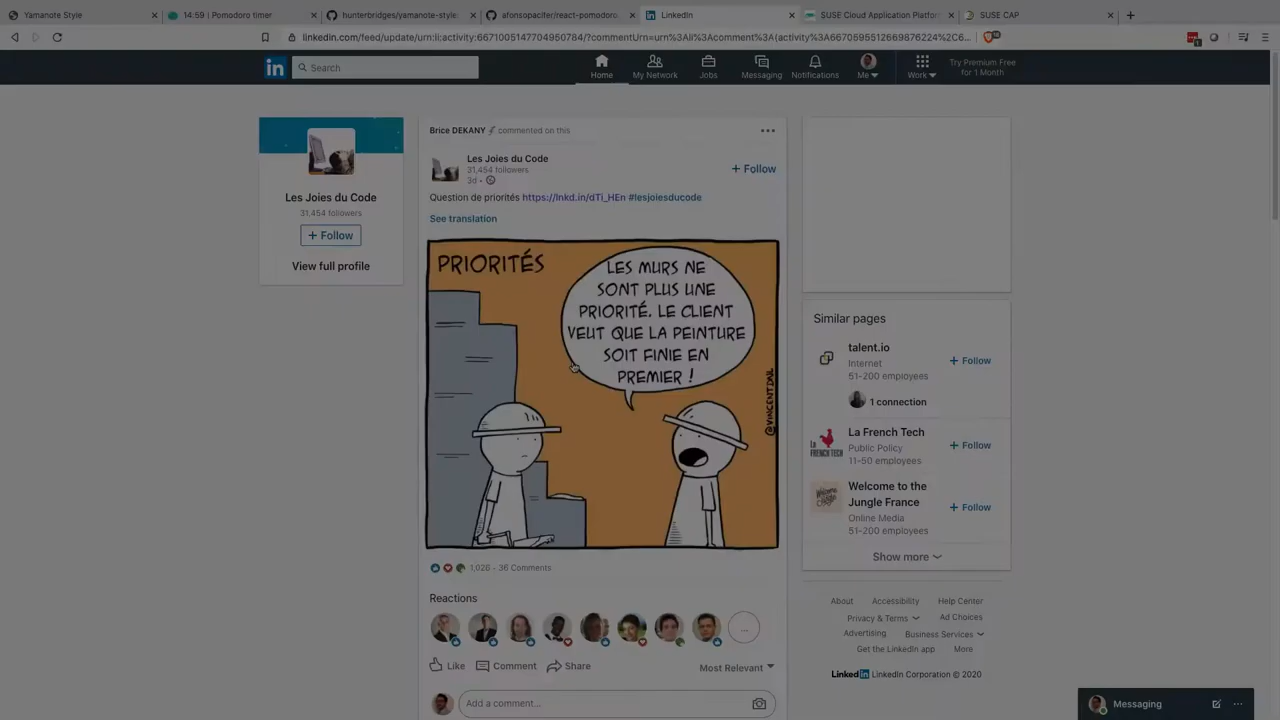 Yamanote Style
14:59 | Pomodoro timer
hunterbridges/yamanote-style
afonsopacifer/react-pomodoro
LinkedIn
SUSE Cloud Application Platform
SUSE CAP
linkedin.com/feed/update/urn:li:activity:6671005147704950784/?commentUrn=urn%3Ali%3Acomment%3A(activity%3A6670595512669876224%2C6...
in
Search
Home
My Network
Jobs
Messaging
Notifications
Me
Work
Try Premium Free
for 1 Month
Les Joies du Code
31,454 followers
+ Follow
View full profile
Brice DEKANY commented on this
Les Joies du Code
31,454 followers
3d •
+ Follow
Question de priorités https://lnkd.in/dTi_HEn #lesjoiesducode
See translation
PRIORITÉS
LES MURS NE
SONT PLUS UNE
PRIORITÉ. LE CLIENT
VEUT QUE LA PEINTURE
SOIT FINIE EN
PREMIER !
@VINCENTDNL
1,026 · 36 Comments
Reactions
...
Like
Comment
Share
Most Relevant
Add a comment...
Similar pages
talent.io
Internet
51-200 employees
+ Follow
1 connection
La French Tech
Public Policy
11-50 employees
+ Follow
Welcome to the
Jungle France
Online Media
51-200 employees
+ Follow
Show more
About Accessibility Help Center
Privacy & Terms Ad Choices
Advertising Business Services
Get the LinkedIn app More
LinkedIn LinkedIn Corporation © 2020
Messaging